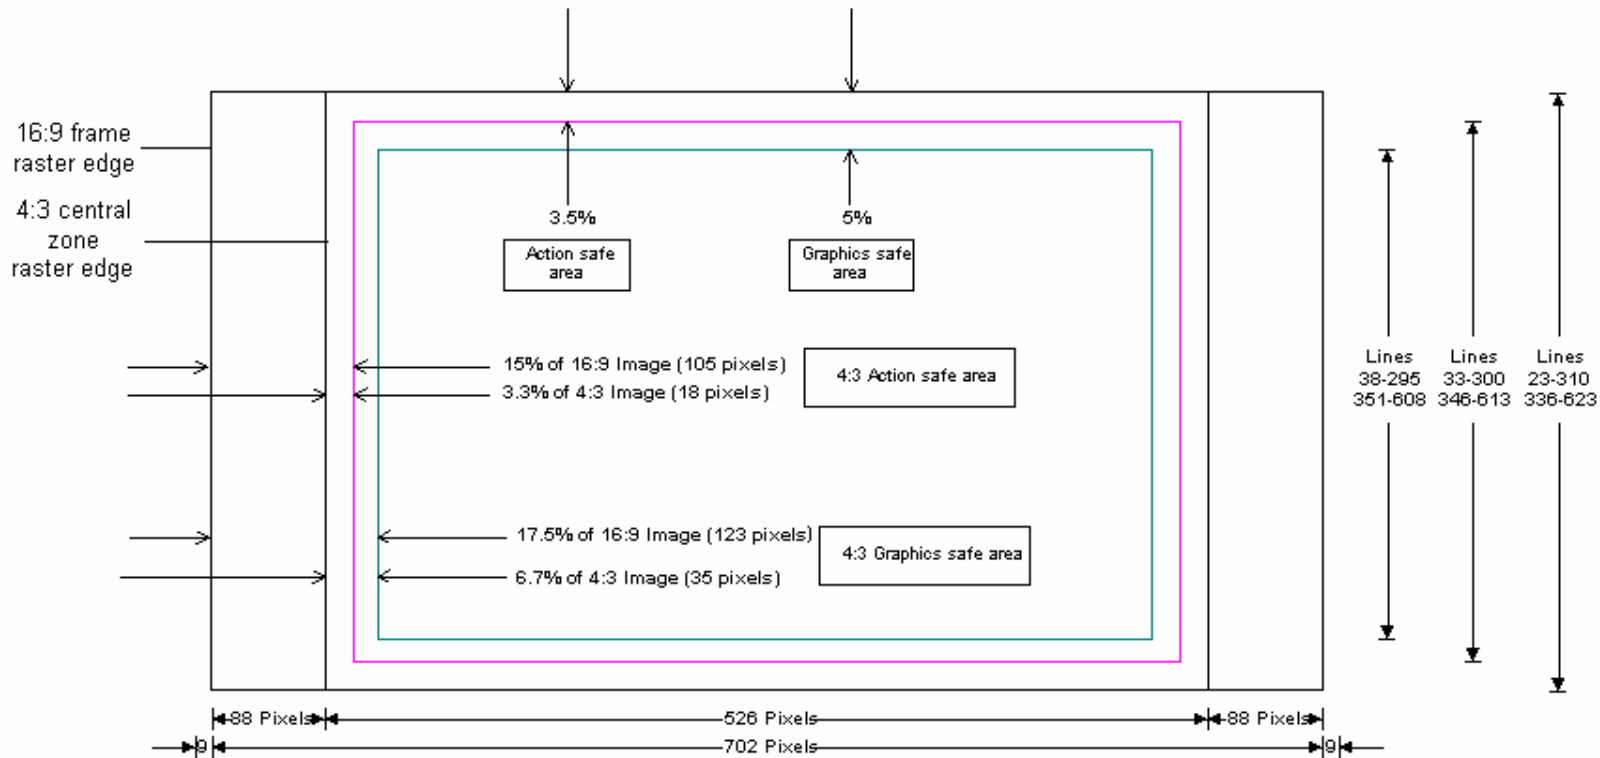 16:9 frame
raster edge
4:3 central
zone
raster edge
3.5%
5%
Action safe
area
Graphics safe
area
15% of 16:9 Image (105 pixels)
3.3% of 4:3 Image (18 pixels)
4:3 Action safe area
17.5% of 16:9 Image (123 pixels)
6.7% of 4:3 Image (35 pixels)
4:3 Graphics safe area
Lines
38-295
351-608
Lines
33-300
346-613
Lines
23-310
336-623
88 Pixels
526 Pixels
88 Pixels
9
702 Pixels
9